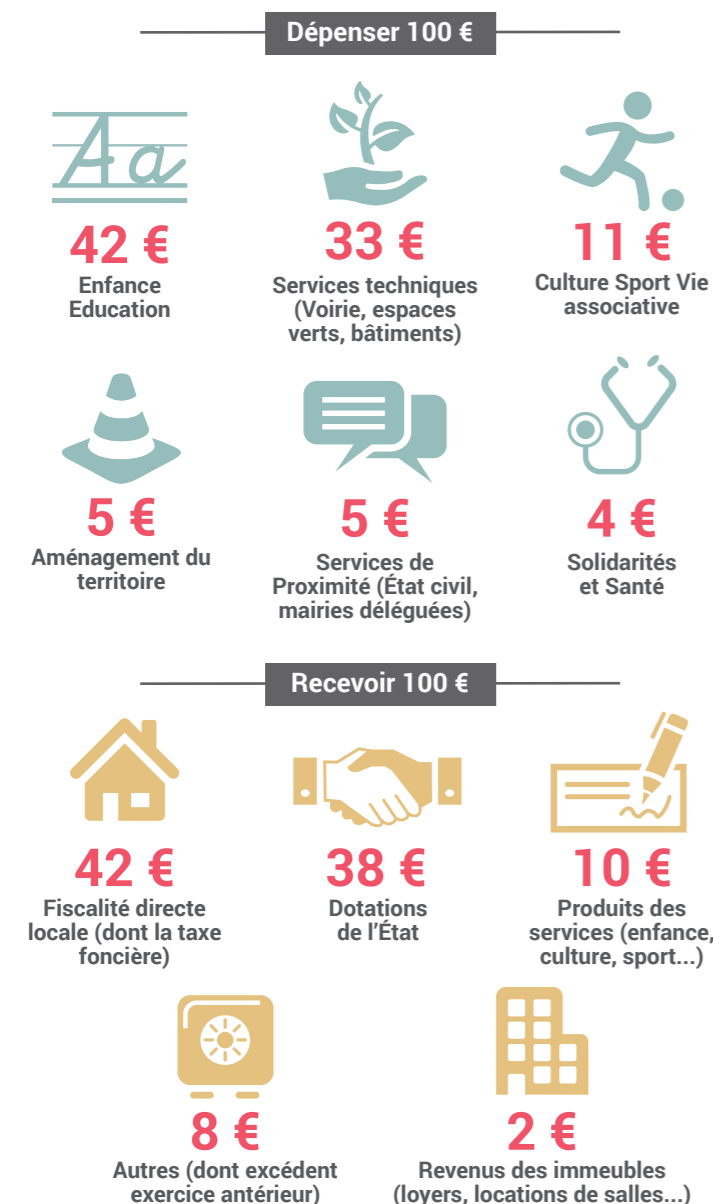 Dépenser 100 €
Aa
42 €
Enfance
Education
33 €
Services techniques
(Voirie, espaces
verts, bâtiments)
11 €
Culture Sport Vie
associative
5 €
Aménagement du
territoire
5 €
Services de
Proximité (État civil,
mairies déléguées)
4 €
Solidarités
et Santé
Recevoir 100 €
42 €
Fiscalité directe
locale (dont la taxe
foncière)
38 €
Dotations
de l’État
10 €
Produits des
services (enfance,
culture, sport...)
8 €
Autres (dont excédent
exercice antérieur)
2 €
Revenus des immeubles
(loyers, locations de salles...)